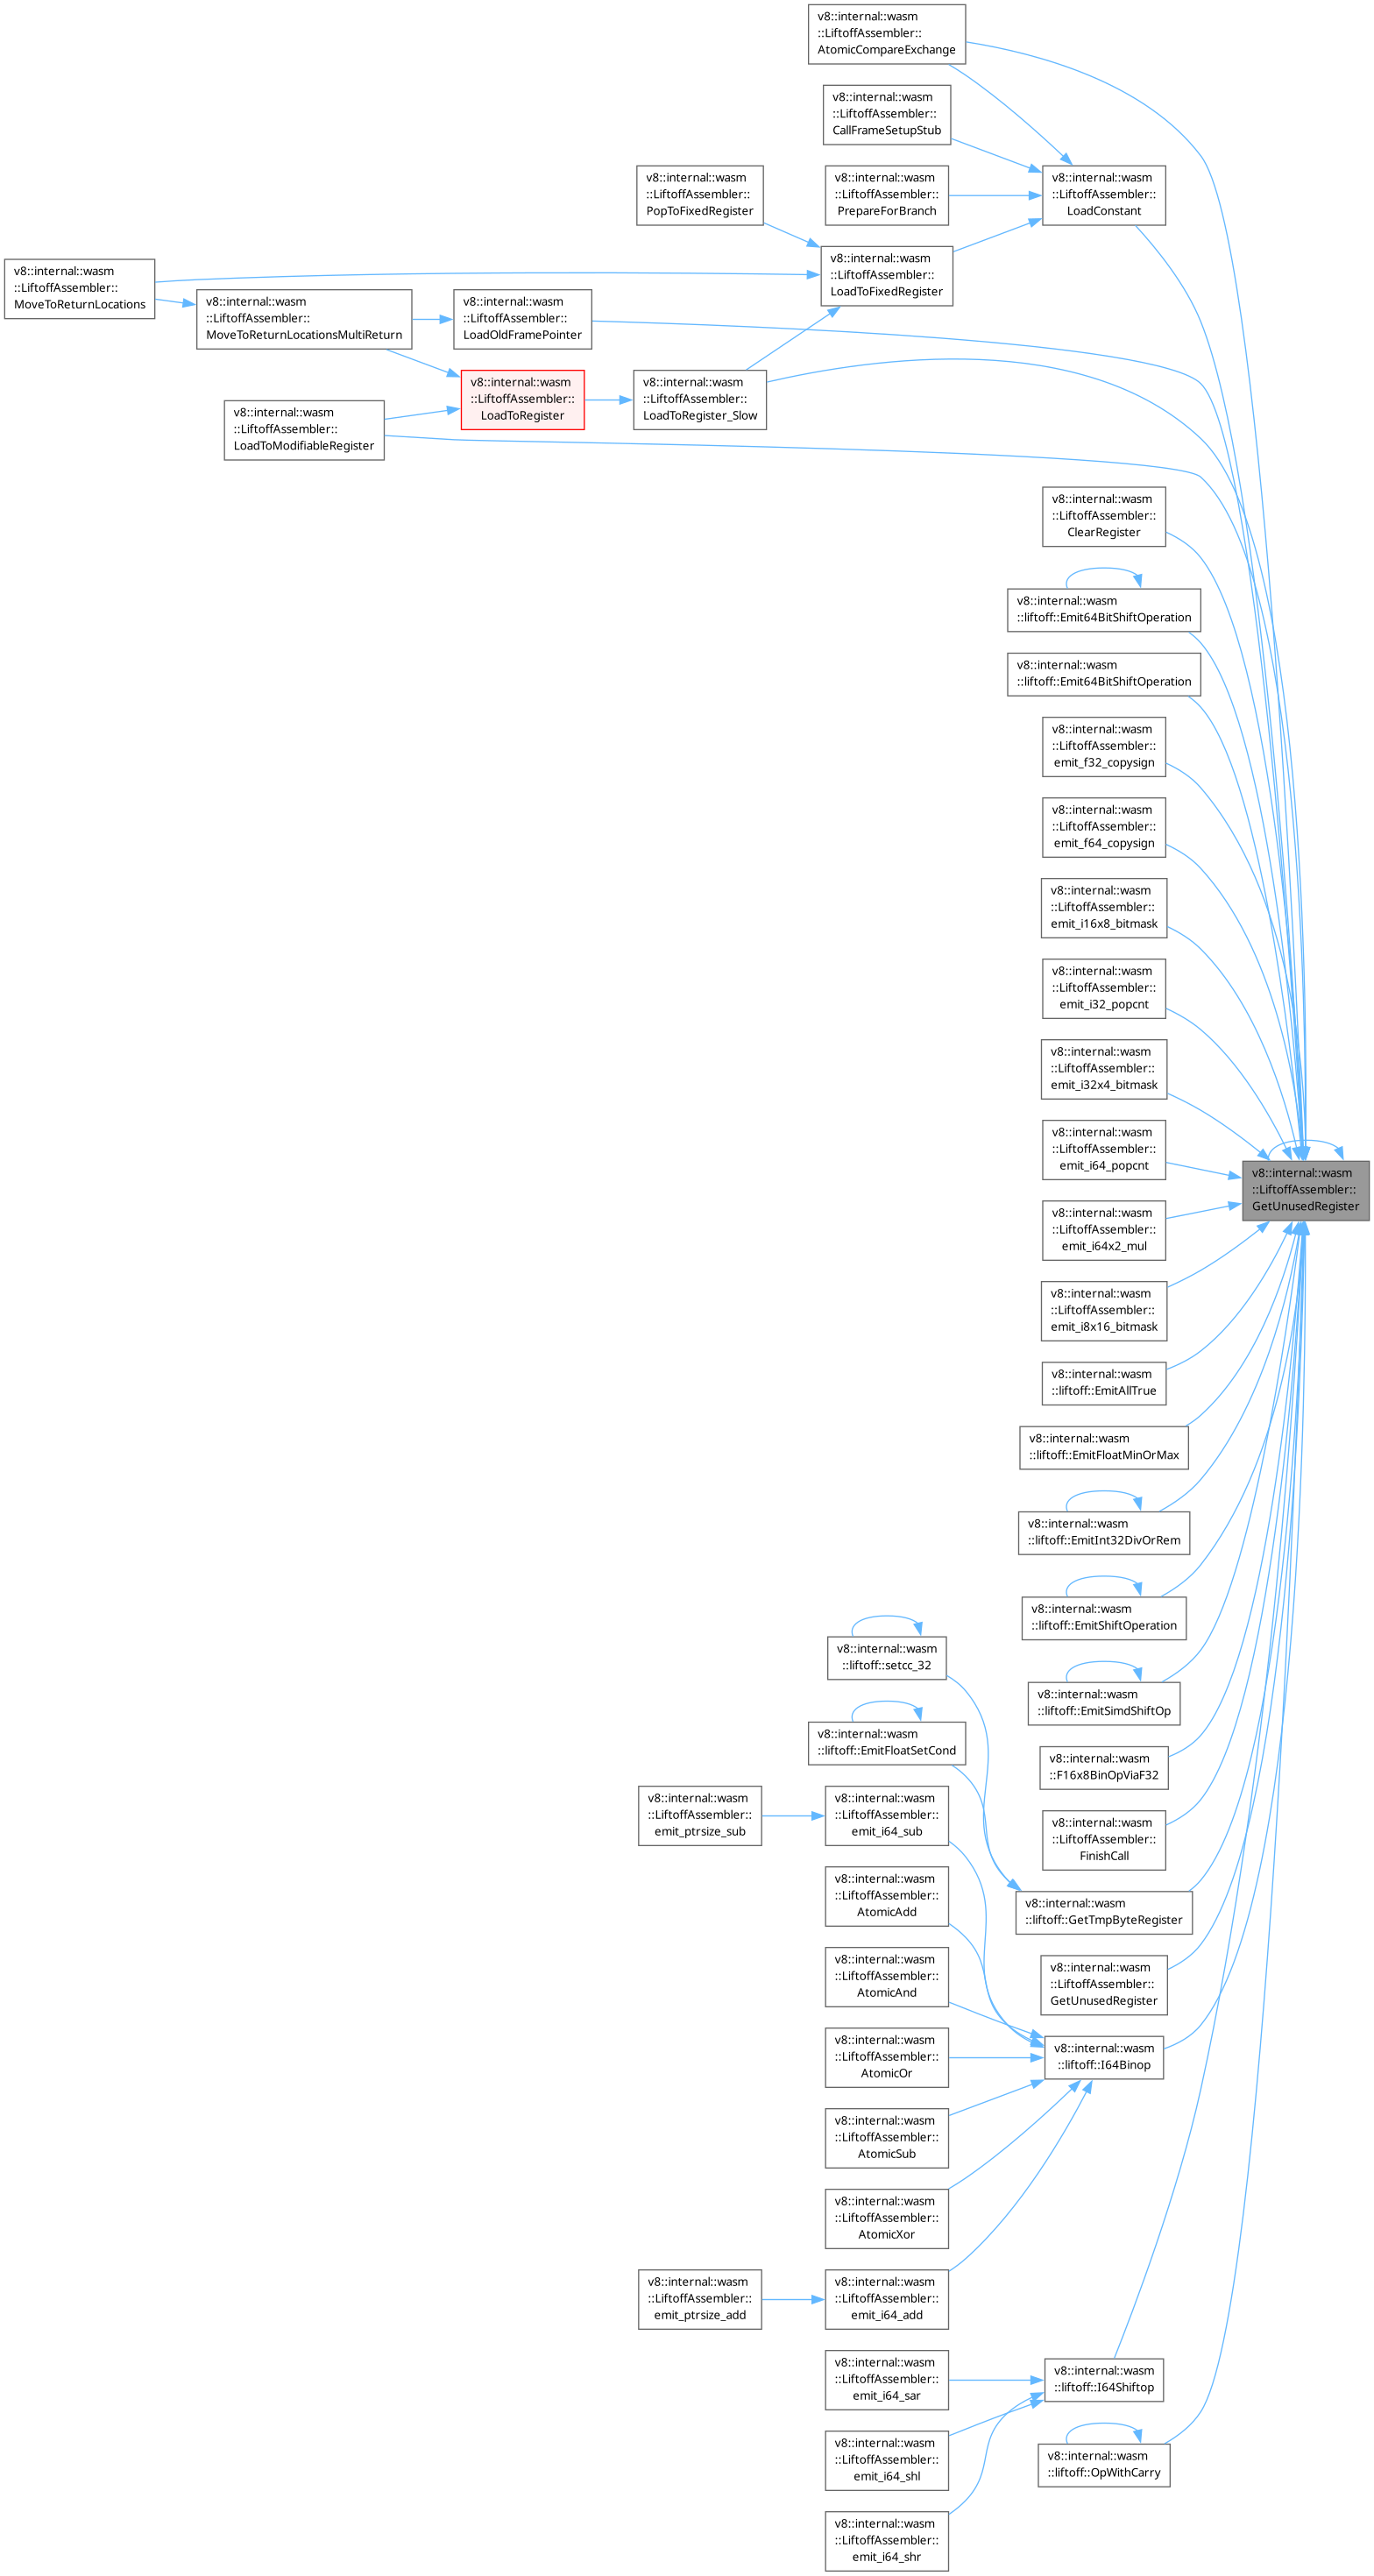 v8::internal::wasm
::LiftoffAssembler::
AtomicCompareExchange
v8::internal::wasm
::LiftoffAssembler::
CallFrameSetupStub
v8::internal::wasm
::LiftoffAssembler::
PopToFixedRegister
v8::internal::wasm
::LiftoffAssembler::
PrepareForBranch
v8::internal::wasm
::LiftoffAssembler::
LoadConstant
v8::internal::wasm
::LiftoffAssembler::
MoveToReturnLocations
v8::internal::wasm
::LiftoffAssembler::
MoveToReturnLocationsMultiReturn
v8::internal::wasm
::LiftoffAssembler::
LoadOldFramePointer
v8::internal::wasm
::LiftoffAssembler::
LoadToFixedRegister
v8::internal::wasm
::LiftoffAssembler::
LoadToModifiableRegister
v8::internal::wasm
::LiftoffAssembler::
LoadToRegister
v8::internal::wasm
::LiftoffAssembler::
LoadToRegister_Slow
v8::internal::wasm
::LiftoffAssembler::
ClearRegister
v8::internal::wasm
::liftoff::Emit64BitShiftOperation
v8::internal::wasm
::liftoff::Emit64BitShiftOperation
v8::internal::wasm
::LiftoffAssembler::
emit_f32_copysign
v8::internal::wasm
::LiftoffAssembler::
emit_f64_copysign
v8::internal::wasm
::LiftoffAssembler::
emit_i16x8_bitmask
v8::internal::wasm
::LiftoffAssembler::
emit_i32_popcnt
v8::internal::wasm
::LiftoffAssembler::
emit_i32x4_bitmask
v8::internal::wasm
::LiftoffAssembler::
emit_i64_popcnt
v8::internal::wasm
::LiftoffAssembler::
GetUnusedRegister
v8::internal::wasm
::LiftoffAssembler::
emit_i64x2_mul
v8::internal::wasm
::LiftoffAssembler::
emit_i8x16_bitmask
v8::internal::wasm
::liftoff::EmitAllTrue
v8::internal::wasm
::liftoff::EmitFloatMinOrMax
v8::internal::wasm
::liftoff::EmitInt32DivOrRem
v8::internal::wasm
::liftoff::EmitShiftOperation
v8::internal::wasm
::liftoff::setcc_32
v8::internal::wasm
::liftoff::EmitSimdShiftOp
v8::internal::wasm
::liftoff::EmitFloatSetCond
v8::internal::wasm
::F16x8BinOpViaF32
v8::internal::wasm
::LiftoffAssembler::
emit_ptrsize_sub
v8::internal::wasm
::LiftoffAssembler::
emit_i64_sub
v8::internal::wasm
::LiftoffAssembler::
FinishCall
v8::internal::wasm
::LiftoffAssembler::
AtomicAdd
v8::internal::wasm
::liftoff::GetTmpByteRegister
v8::internal::wasm
::LiftoffAssembler::
AtomicAnd
v8::internal::wasm
::LiftoffAssembler::
GetUnusedRegister
v8::internal::wasm
::LiftoffAssembler::
AtomicOr
v8::internal::wasm
::liftoff::I64Binop
v8::internal::wasm
::LiftoffAssembler::
AtomicSub
v8::internal::wasm
::LiftoffAssembler::
AtomicXor
v8::internal::wasm
::LiftoffAssembler::
emit_ptrsize_add
v8::internal::wasm
::LiftoffAssembler::
emit_i64_add
v8::internal::wasm
::LiftoffAssembler::
emit_i64_sar
v8::internal::wasm
::liftoff::I64Shiftop
v8::internal::wasm
::LiftoffAssembler::
emit_i64_shl
v8::internal::wasm
::liftoff::OpWithCarry
v8::internal::wasm
::LiftoffAssembler::
emit_i64_shr